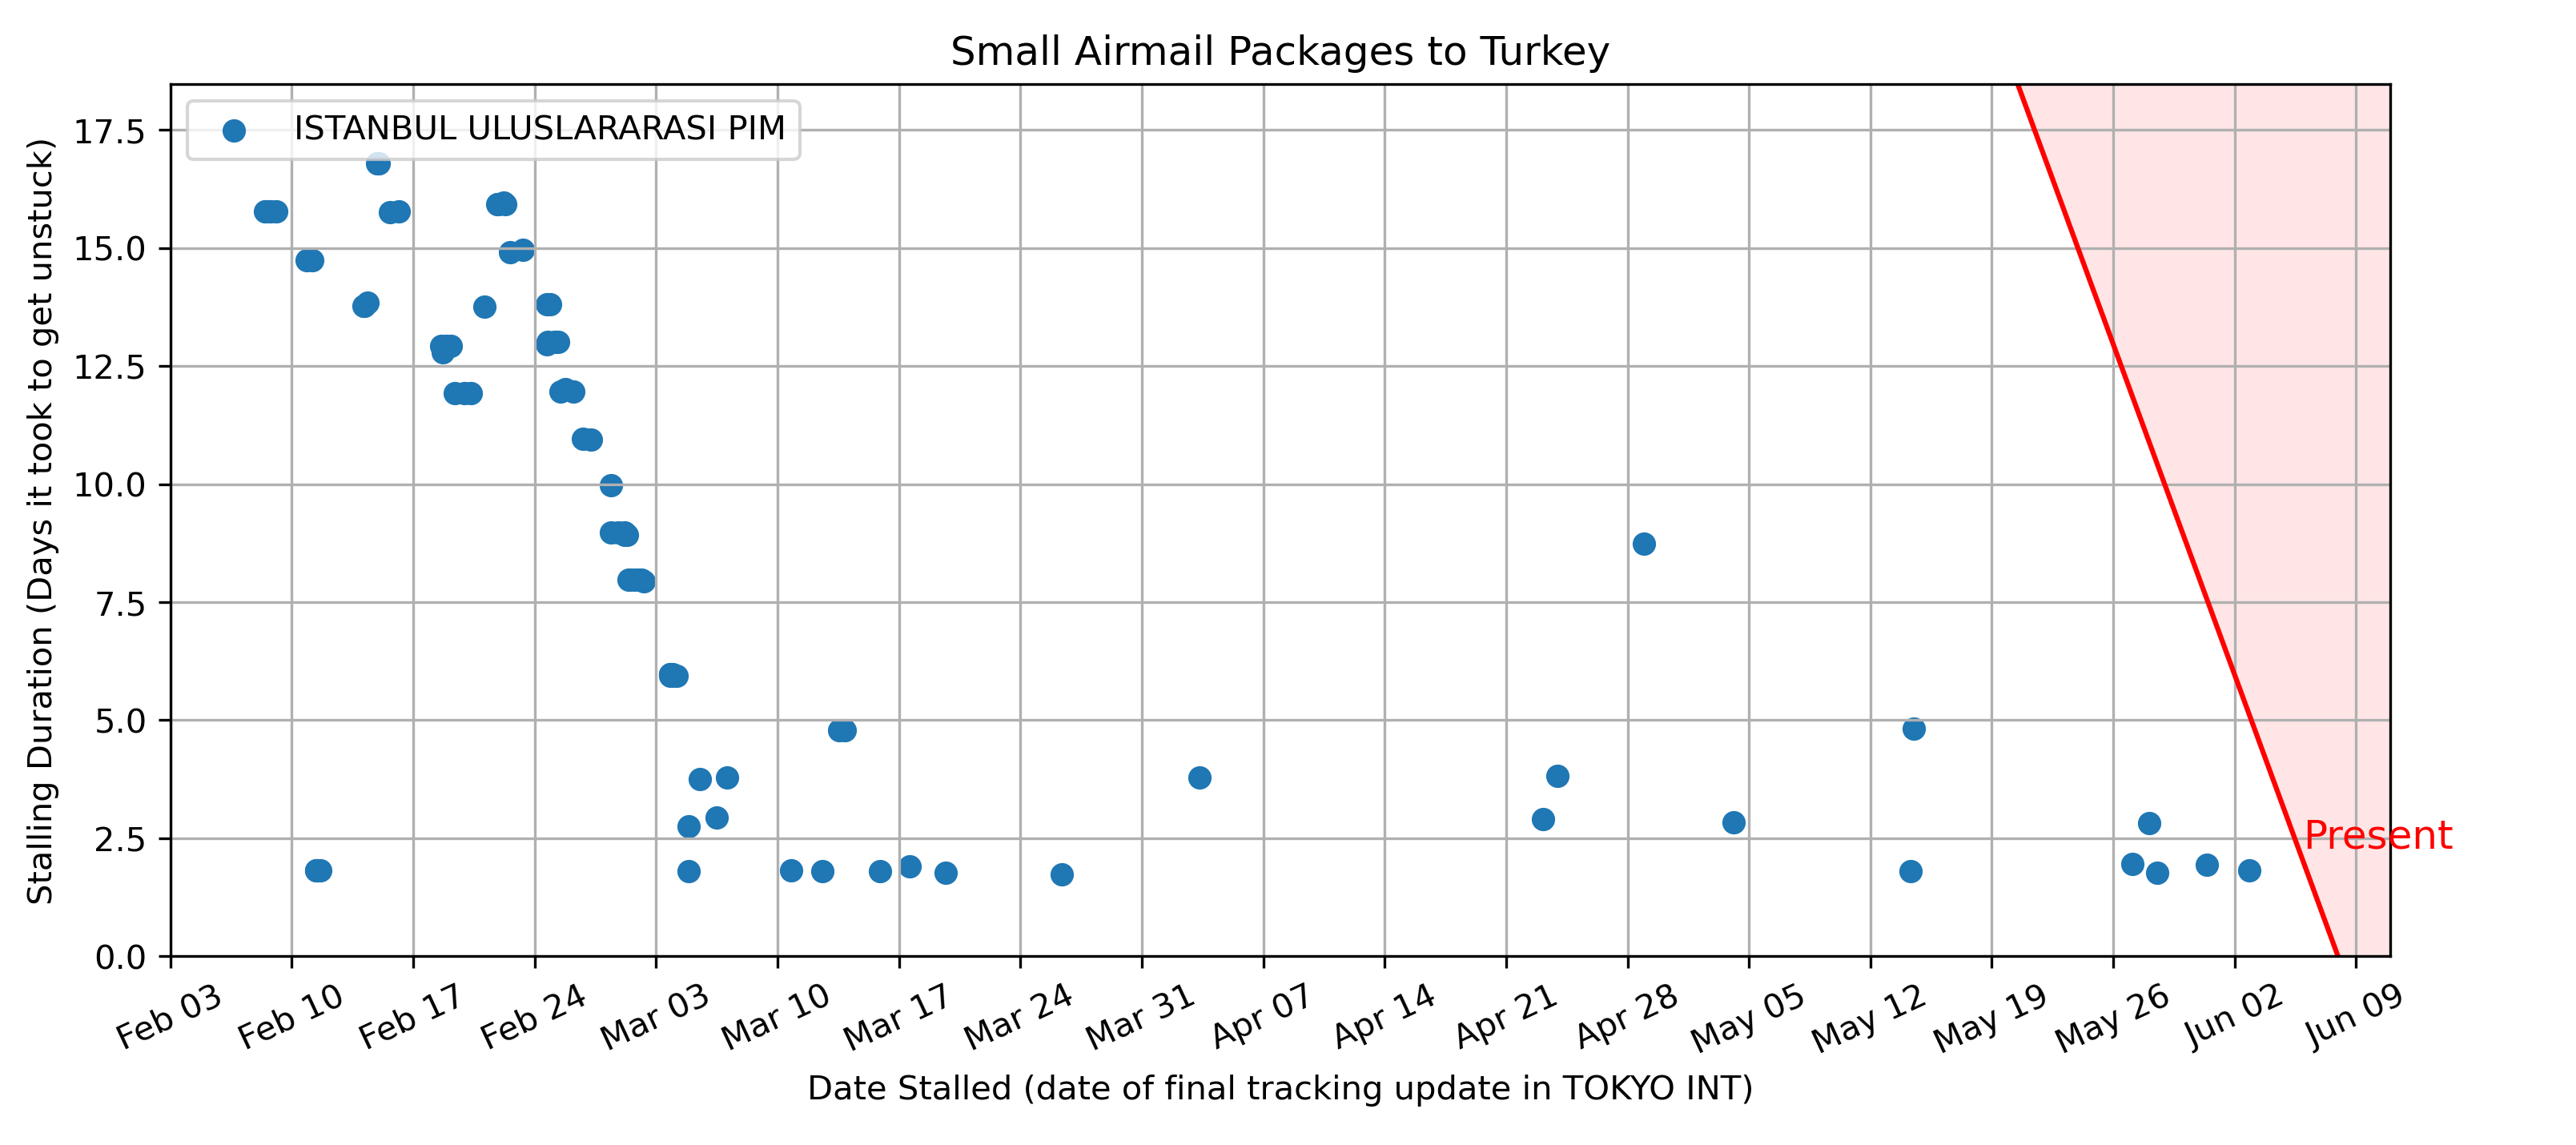 Small Airmail Packages to Turkey
ISTANBUL ULUSLARARASI PIM
Stalling Duration (Days it took to get unstuck)
17.5
15.0
12.5
10.0
7.5
5.0
2.5
0.0
Present
Feb 03
Feb 10
Feb 17
Feb 24
Mar 03
Mar 10
Mar 17
Mar 24
Mar 31
Apr 07
Apr 14
Apr 21
Apr 28
May 05
May 12
May 19
May 26
Jun 02
Jun 09
Date Stalled (date of final tracking update in TOKYO INT)